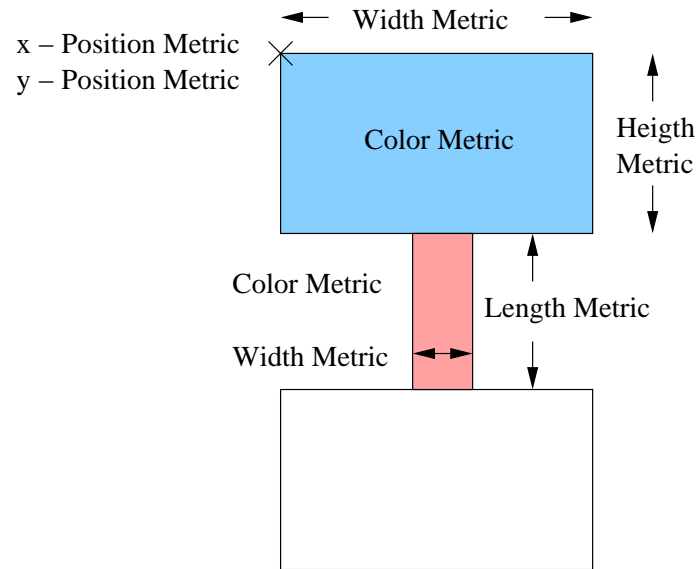 Width Metric
x – Position Metric
y – Position Metric
Color Metric
Heigth
Metric
Color Metric
Length Metric
Width Metric